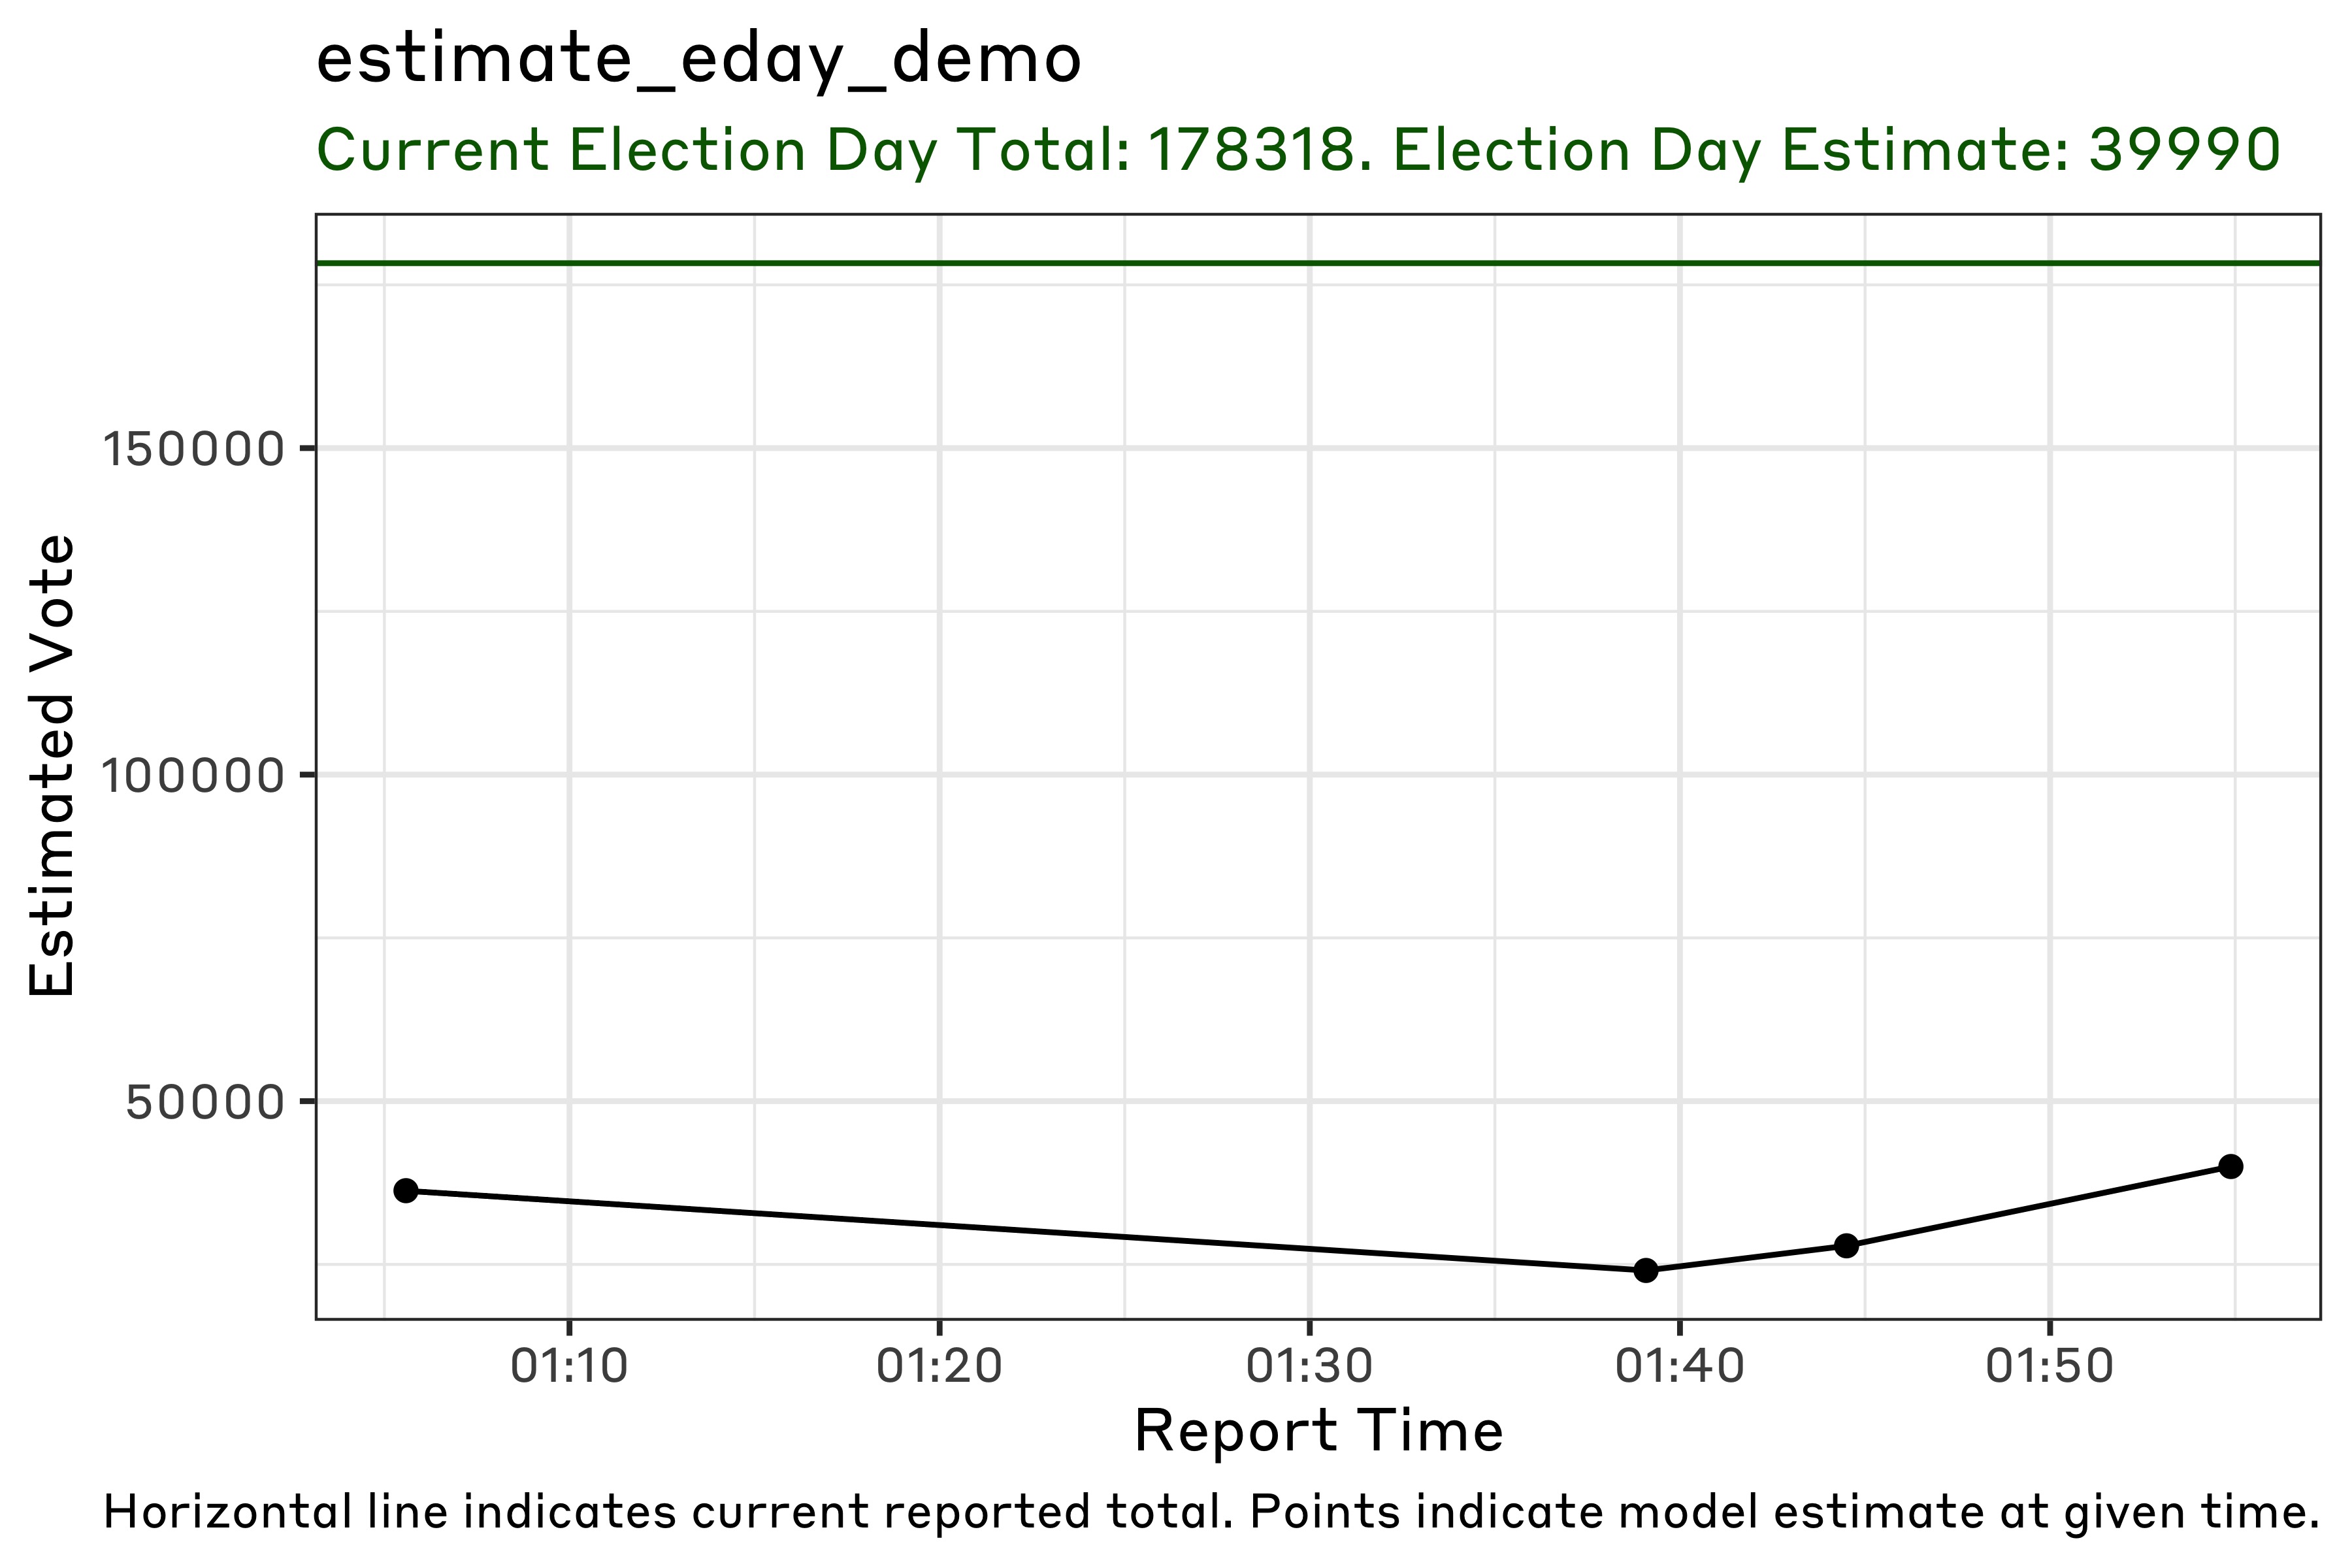 estimate_eday_demo
Current Election Day Total: 178318. Election Day Estimate: 39990
Estimated Vote
150000
100000
50000
01:10 01:20 01:30 01:40 01:50
Report Time
Horizontal line indicates current reported total. Points indicate model estimate at given time.